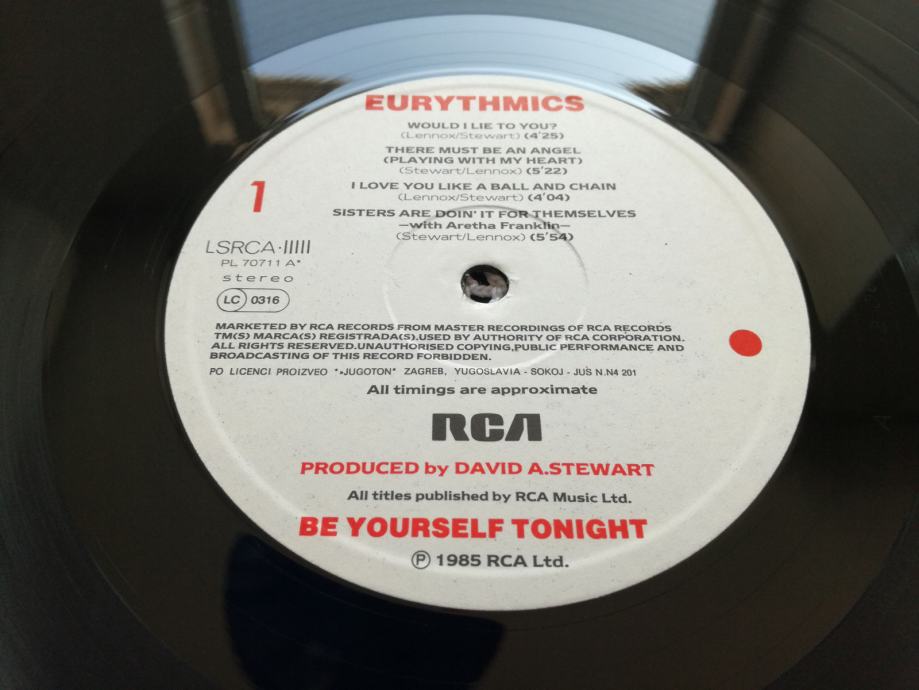 EURYTHMICS
WOULD I LIE TO YOU?
(Lennox/Stewart) (4'25)
THERE MUST BE AN ANGEL
(PLAYING WITH MY HEART)
(Stewart/Lennox) (5'22)
I LOVE YOU LIKE A BALL AND CHAIN
(Lennox/Stewart) (4'04)
SISTERS ARE DOIN' IT FOR THEMSELVES
—with Aretha Franklin—
(Stewart/Lennox) (5'54)
1
LSRCA·11111
PL 70711 A*
stereo
LC 0316
MARKETED BY RCA RECORDS FROM MASTER RECORDINGS OF RCA RECORDS
TM(S) MARCA(S) REGISTRADA(S).USED BY AUTHORITY OF RCA CORPORATION.
ALL RIGHTS RESERVED.UNAUTHORISED COPYING,PUBLIC PERFORMANCE AND
BROADCASTING OF THIS RECORD FORBIDDEN.
PO LICENCI PROIZVEO "»JUGOTON" ZAGREB, YUGOSLAVIA - SOKOJ - JUŠ N.N4 201
All timings are approximate
RCA
PRODUCED by DAVID A.STEWART
All titles published by RCA Music Ltd.
BE YOURSELF TONIGHT
℗ 1985 RCA Ltd.